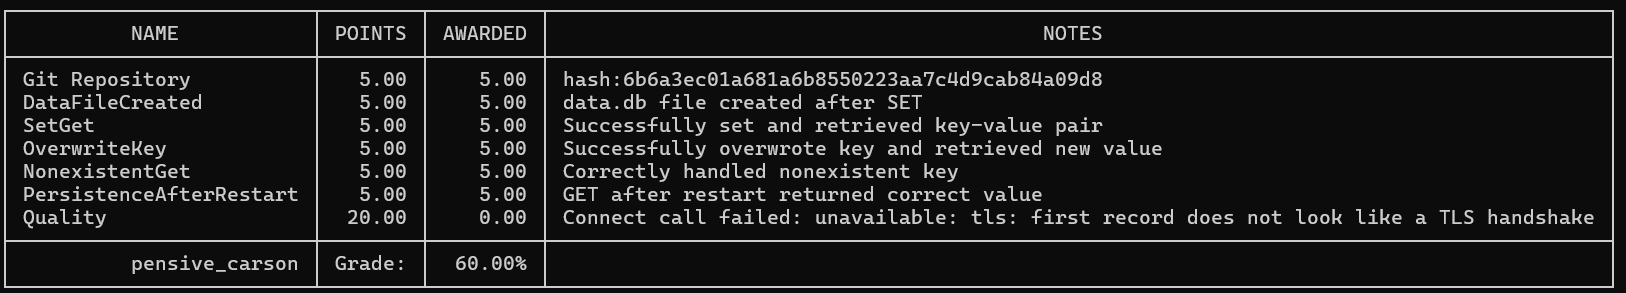 NAME POINTS AWARDED NOTES
Git Repository 5.00 5.00 hash:6b6a3ec01a681a6b8550223aa7c4d9cab84a09d8
DataFileCreated 5.00 5.00 data.db file created after SET
SetGet 5.00 5.00 Successfully set and retrieved key-value pair
OverwriteKey 5.00 5.00 Successfully overwrote key and retrieved new value
NonexistentGet 5.00 5.00 Correctly handled nonexistent key
PersistenceAfterRestart 5.00 5.00 GET after restart returned correct value
Quality 20.00 0.00 Connect call failed: unavailable: tls: first record does not look like a TLS handshake
pensive_carson Grade: 60.00%